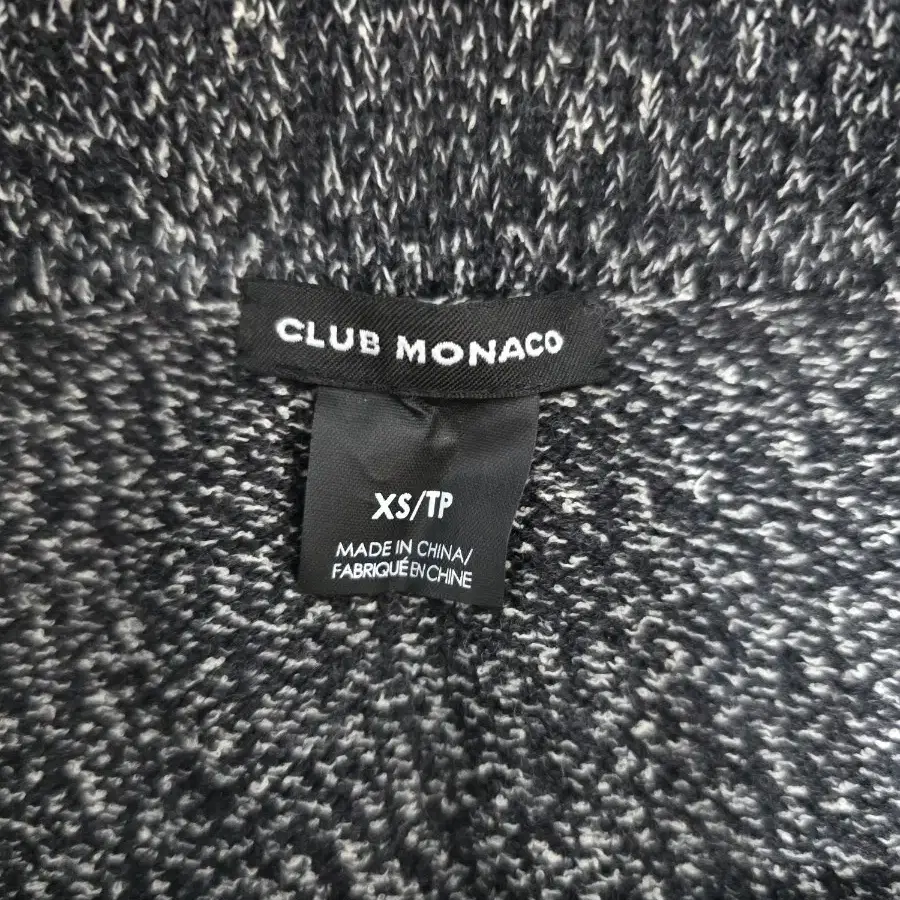 CLUB MONACO
XS/TP
MADE IN CHINA/
FABRIQUÉ EN CHINE